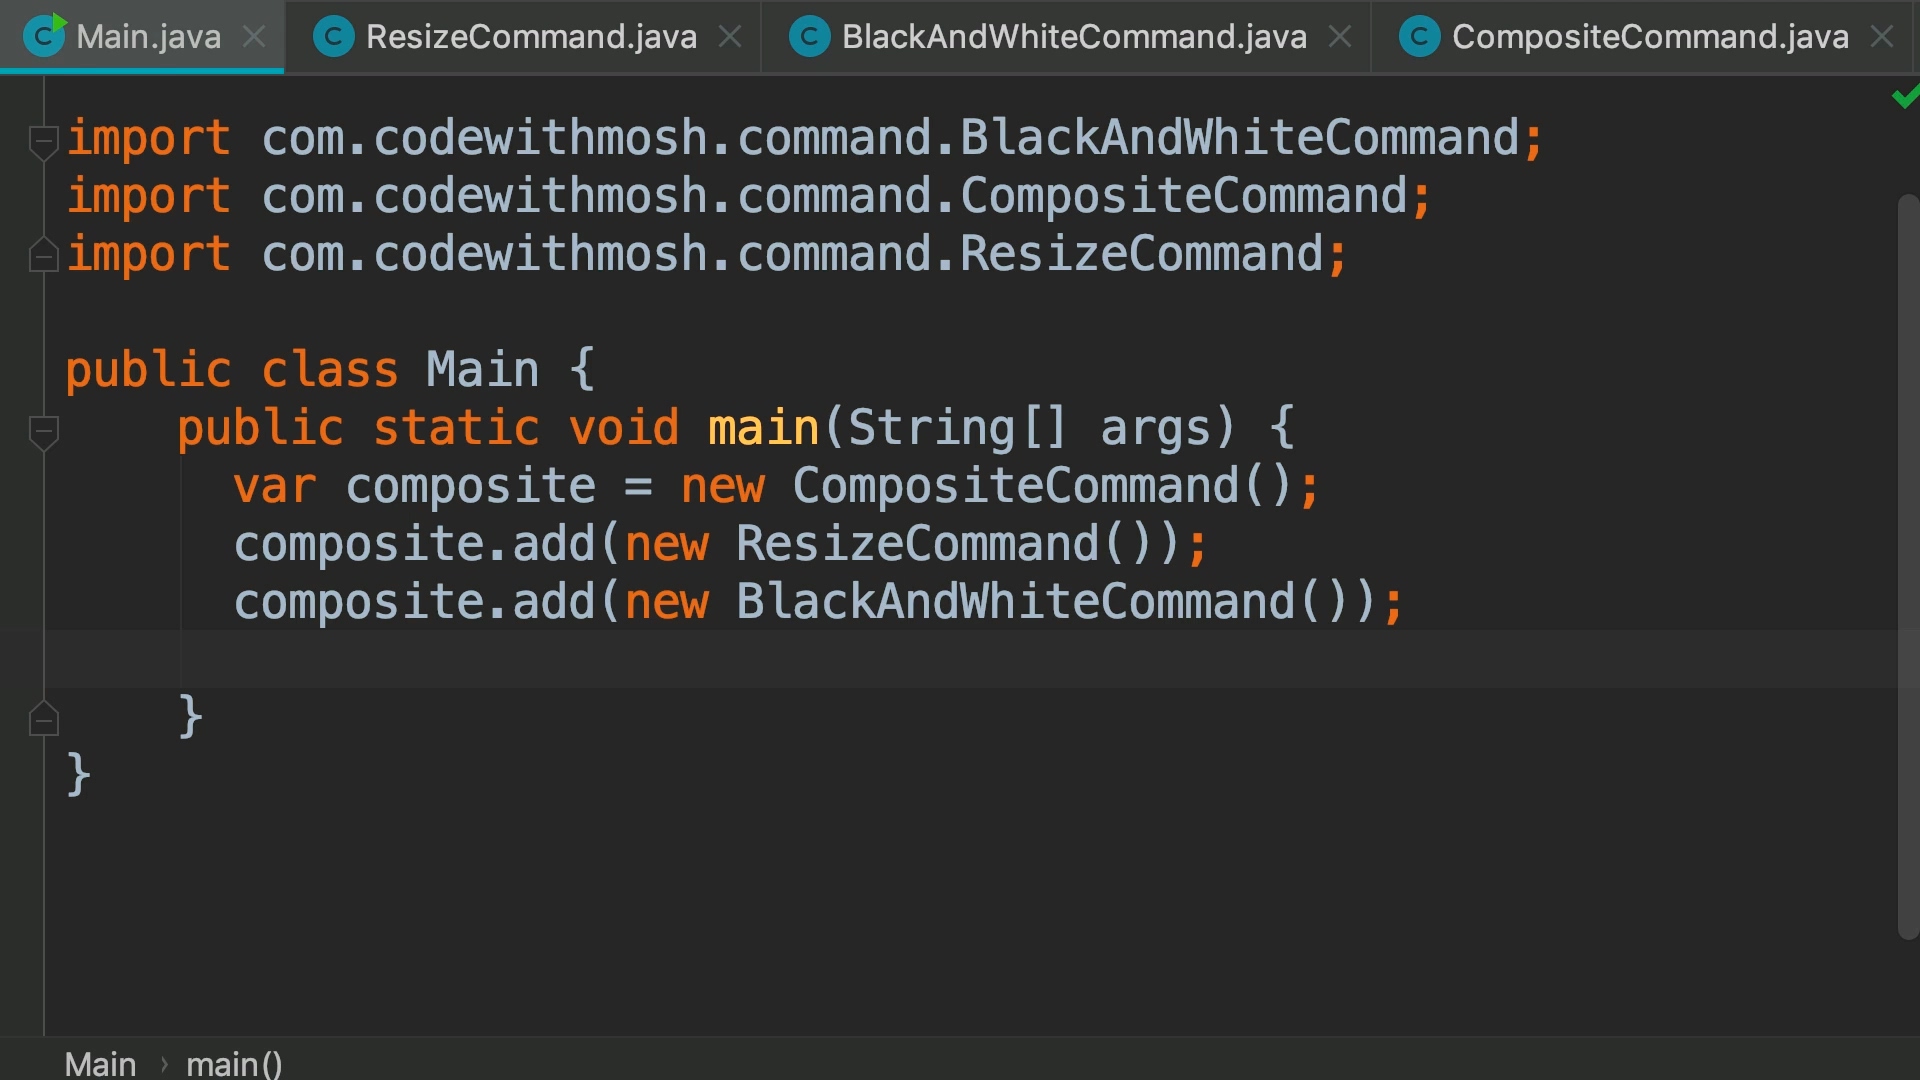 Main.java ResizeCommand.java BlackAndWhiteCommand.java CompositeCommand.java
import com.codewithmosh.command.BlackAndWhiteCommand;
import com.codewithmosh.command.CompositeCommand;
import com.codewithmosh.command.ResizeCommand;
public class Main {
public static void main(String[] args) {
var composite = new CompositeCommand();
composite.add(new ResizeCommand());
composite.add(new BlackAndWhiteCommand());
}
}
Main › main()